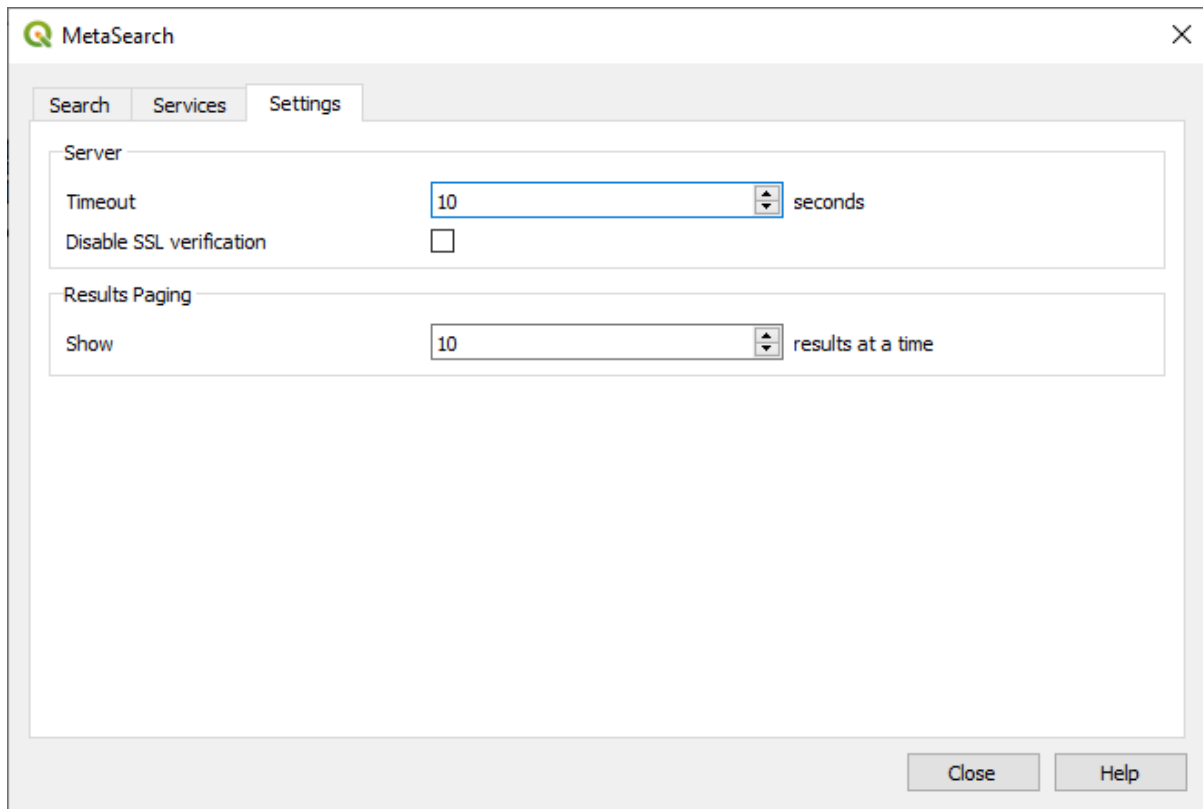 MetaSearch
Search Services Settings
Server
Timeout 10 seconds
Disable SSL verification
Results Paging
Show 10 results at a time
Close Help